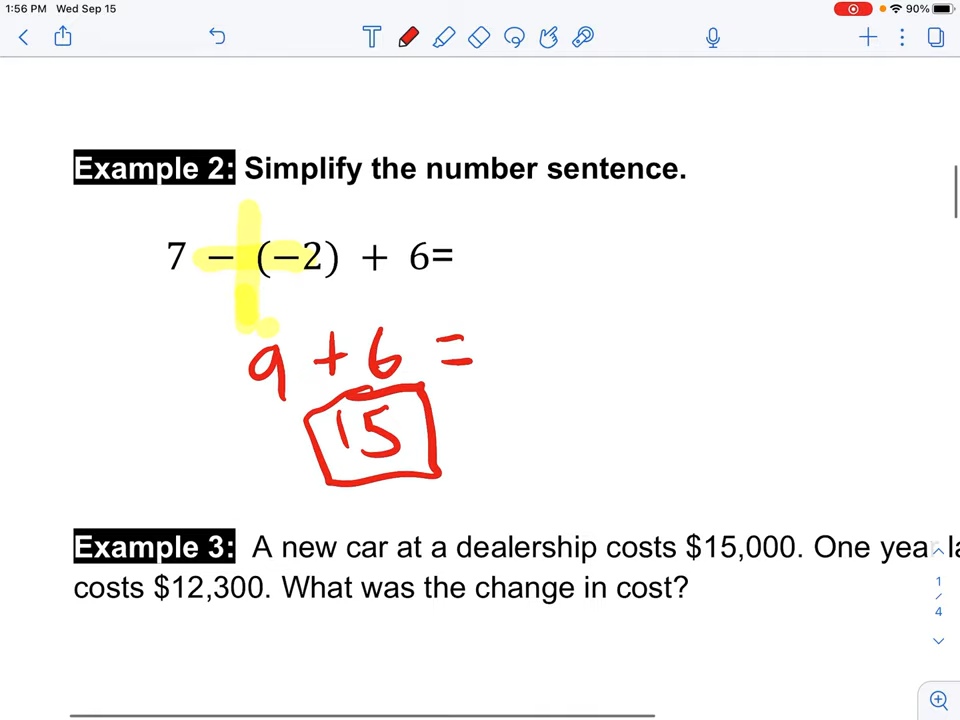 1:56 PM Wed Sep 15
90%
T
Example 2: Simplify the number sentence.
7 − (−2) + 6=
9 + 6 =
15
Example 3: A new car at a dealership costs $15,000. One year
costs $12,300. What was the change in cost?
1
/
4